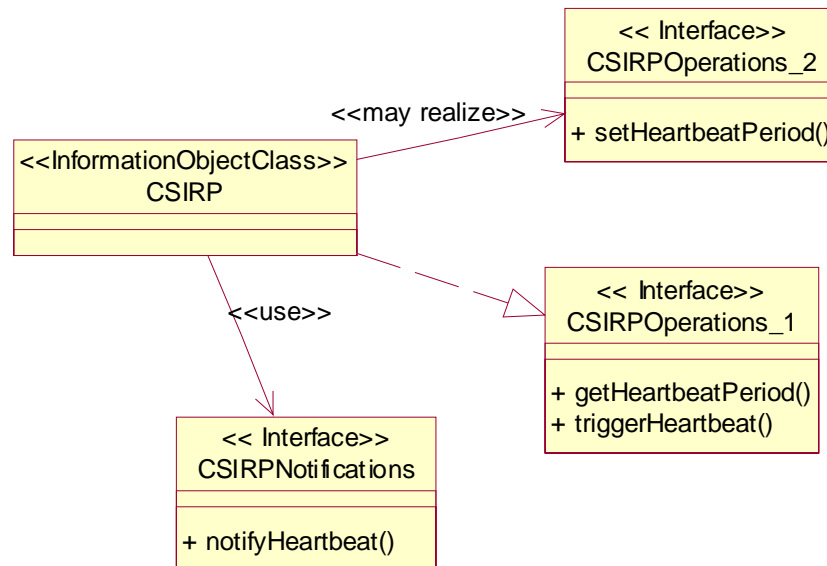 << Interface>>
CSIRPOperations_2
+ setHeartbeatPeriod()
<<may realize>>
<<InformationObjectClass>>
CSIRP
<< Interface>>
CSIRPOperations_1
+ getHeartbeatPeriod()
+ triggerHeartbeat()
<<use>>
<< Interface>>
CSIRPNotifications
+ notifyHeartbeat()